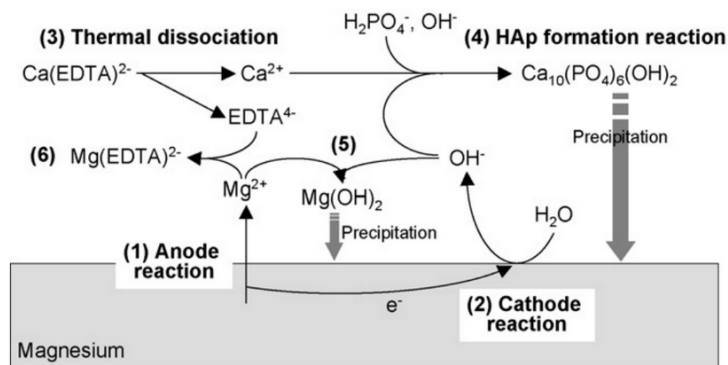 H₂PO₄⁻, OH⁻
(3) Thermal dissociation
(4) HAp formation reaction
Ca(EDTA)²⁻
Ca²⁺
Ca₁₀(PO₄)₆(OH)₂
EDTA⁴⁻
Precipitation
(5)
(6) Mg(EDTA)²⁻
OH⁻
Mg²⁺
Mg(OH)₂
H₂O
Precipitation
(1) Anode
reaction
e⁻
(2) Cathode
reaction
Magnesium